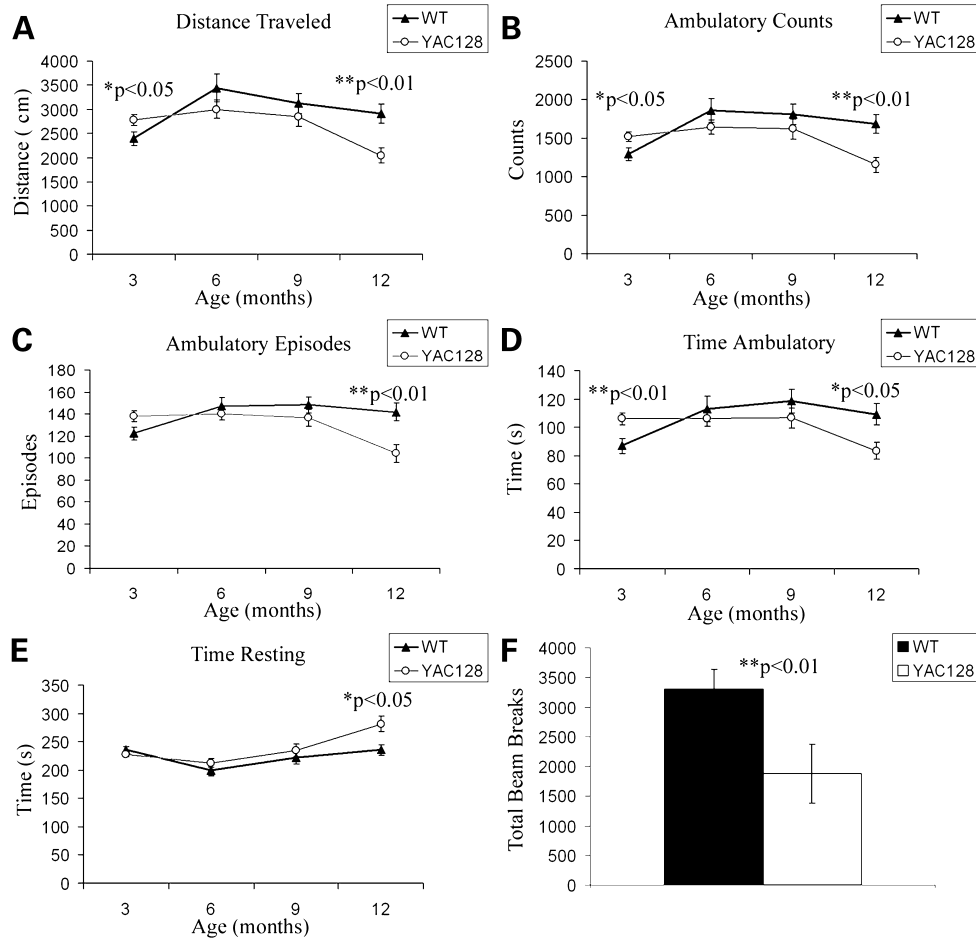 A
Distance Traveled
WT
YAC128
*p<0.05
**p<0.01
Distance ( cm)
4000
3500
3000
2500
2000
1500
1000
500
0
3
6
9
12
Age (months)
B
Ambulatory Counts
WT
YAC128
*p<0.05
**p<0.01
Counts
2500
2000
1500
1000
500
0
3
6
9
12
Age (months)
C
Ambulatory Episodes
WT
YAC128
**p<0.01
Episodes
180
160
140
120
100
80
60
40
20
0
3
6
9
12
Age (months)
D
Time Ambulatory
WT
YAC128
**p<0.01
*p<0.05
Time (s)
140
120
100
80
60
40
20
0
3
6
9
12
Age (months)
E
Time Resting
WT
YAC128
*p<0.05
Time (s)
350
300
250
200
150
100
50
0
3
6
9
12
Age (months)
F
WT
YAC128
**p<0.01
Total Beam Breaks
4000
3500
3000
2500
2000
1500
1000
500
0